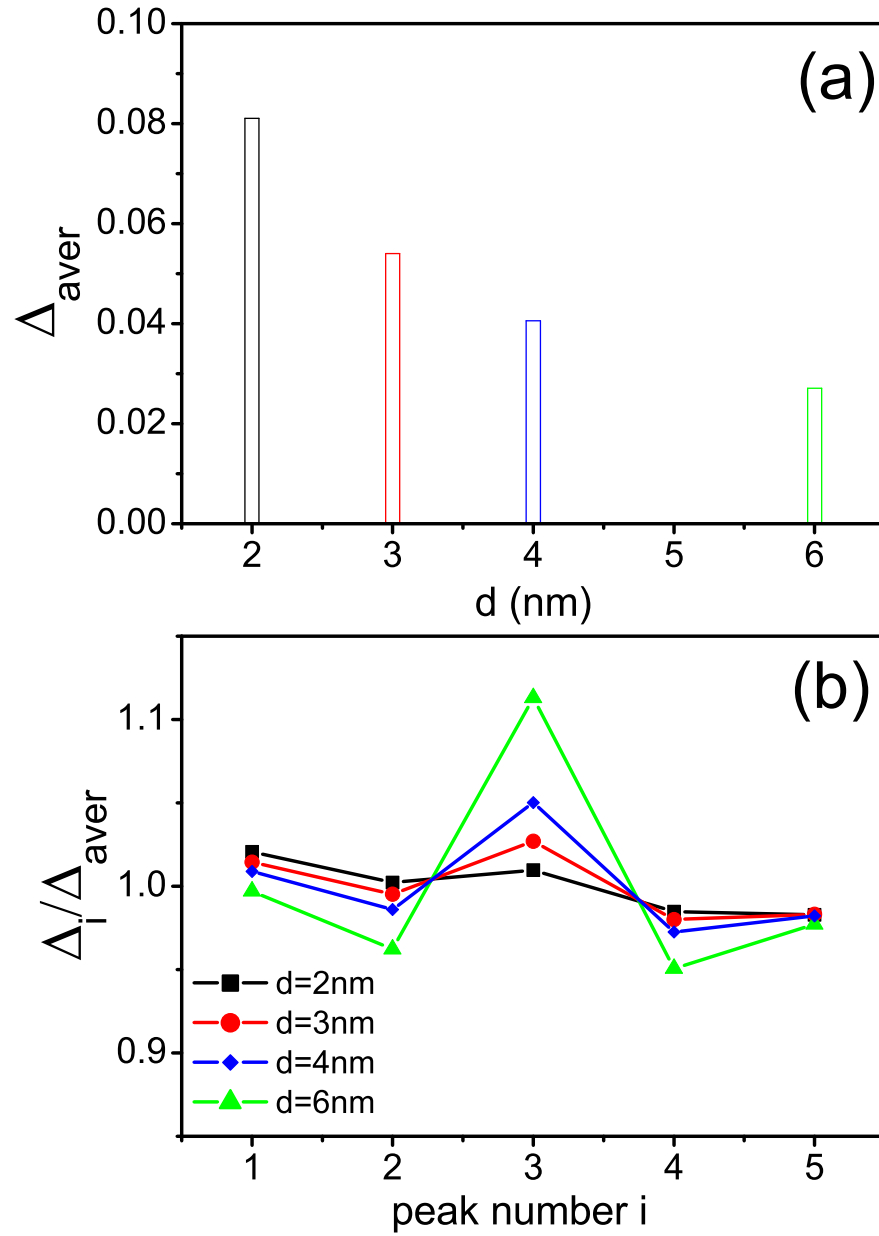 (a)
0.10
0.08
0.06
0.04
0.02
0.00
Δaver
2 3 4 5 6
d (nm)
(b)
1.1
1.0
0.9
Δi/Δaver
d=2nm
d=3nm
d=4nm
d=6nm
1 2 3 4 5
peak number i